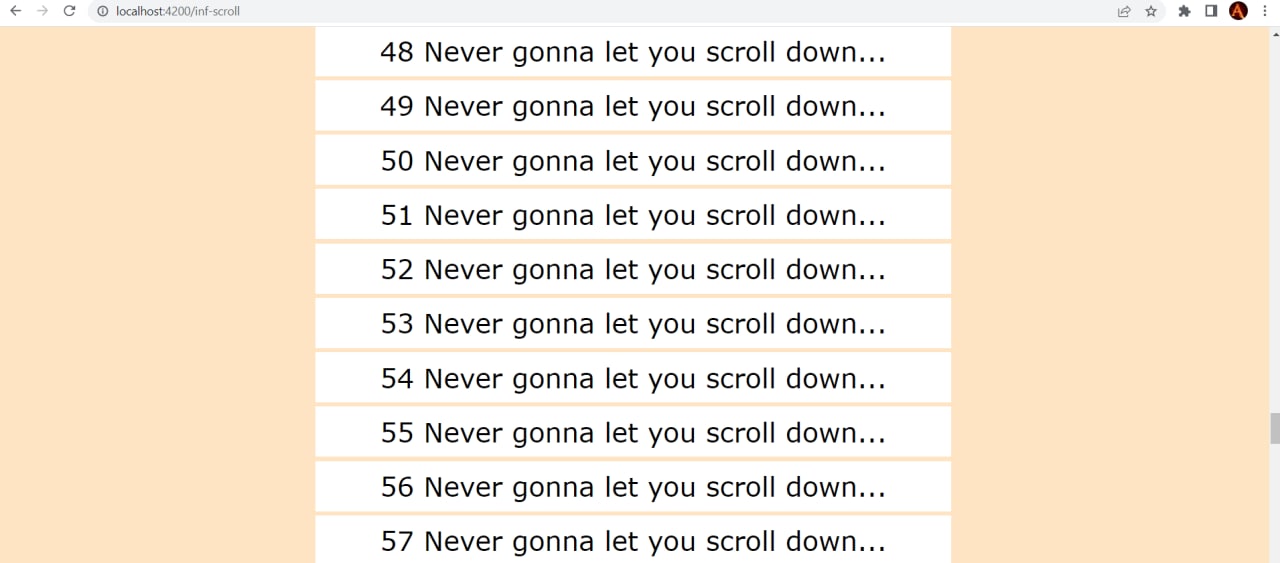 localhost:4200/inf-scroll
48 Never gonna let you scroll down...
49 Never gonna let you scroll down...
50 Never gonna let you scroll down...
51 Never gonna let you scroll down...
52 Never gonna let you scroll down...
53 Never gonna let you scroll down...
54 Never gonna let you scroll down...
55 Never gonna let you scroll down...
56 Never gonna let you scroll down...
57 Never gonna let you scroll down...